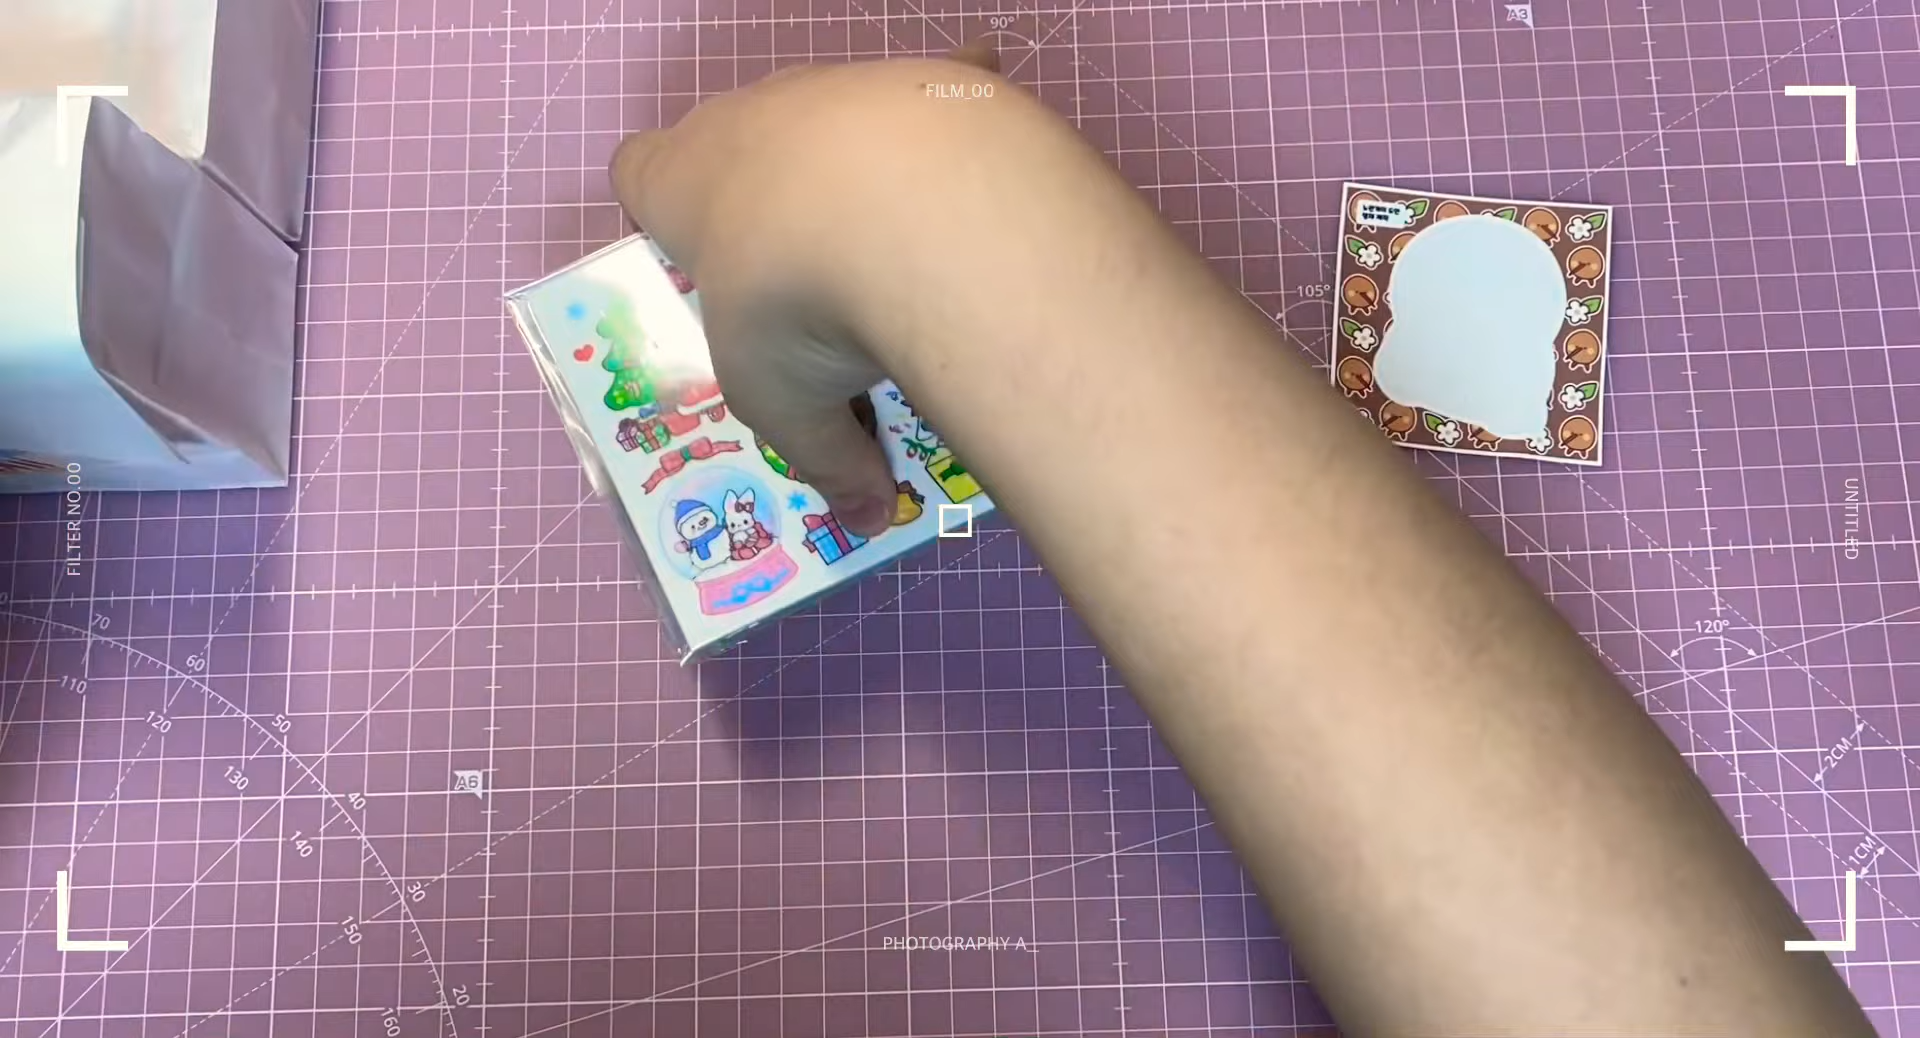 90°
A3
FILM_00
105°
FILTER NO.00
UNTITLED
70
60
110
120
50
120°
130
40
A6
140
2CM
1CM
30
150
PHOTOGRAPHY A_
20
160